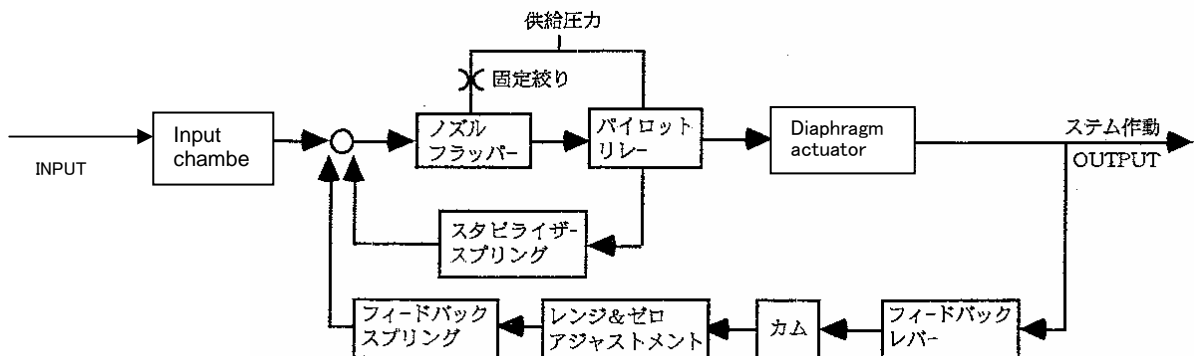 供給圧力
固定絞り
INPUT
Input
chambe
ノズル
フラッパー
パイロット
リレー
Diaphragm
actuator
ステム作動
OUTPUT
スタビライザー
スプリング
フィードバック
スプリング
レンジ&ゼロ
アジャストメント
カム
フィードバック
レバー